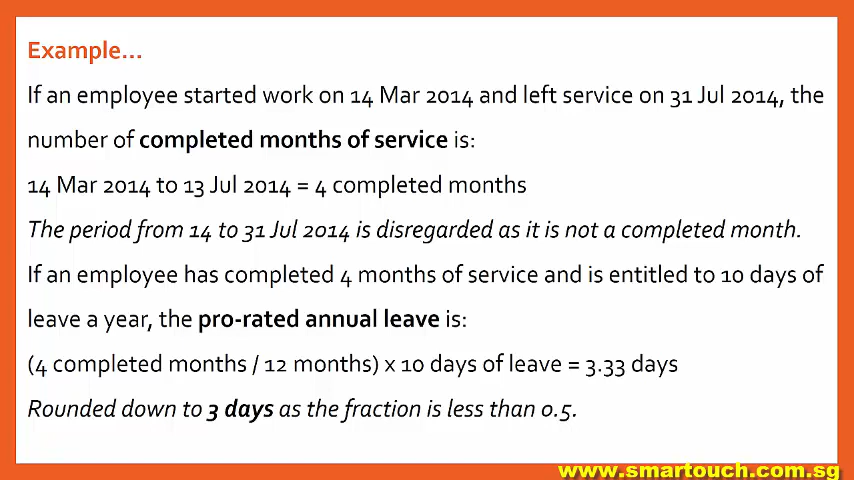 Example...
If an employee started work on 14 Mar 2014 and left service on 31 Jul 2014, the
number of completed months of service is:
14 Mar 2014 to 13 Jul 2014 = 4 completed months
The period from 14 to 31 Jul 2014 is disregarded as it is not a completed month.
If an employee has completed 4 months of service and is entitled to 10 days of
leave a year, the pro-rated annual leave is:
(4 completed months / 12 months) x 10 days of leave = 3.33 days
Rounded down to 3 days as the fraction is less than 0.5.
www.smartouch.com.sg